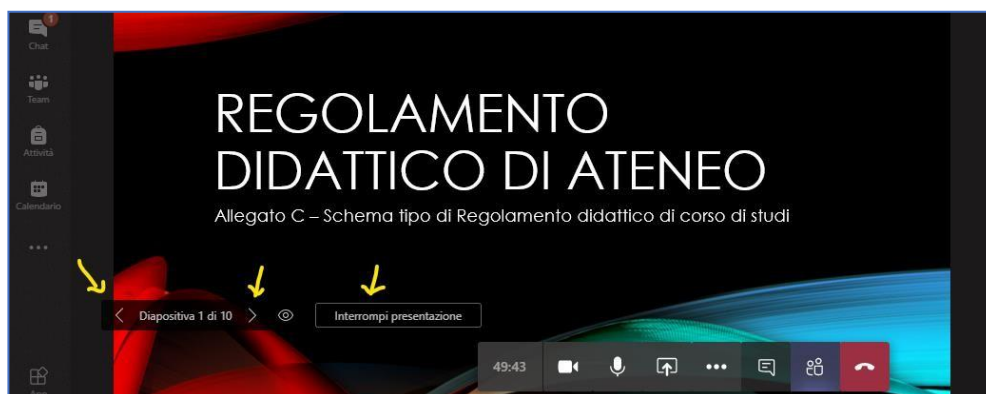 1
Chat
Team
Attività
Calendario
REGOLAMENTO
DIDATTICO DI ATENEO
Allegato C – Schema tipo di Regolamento didattico di corso di studi
Diapositiva 1 di 10
Interrompi presentazione
49:43